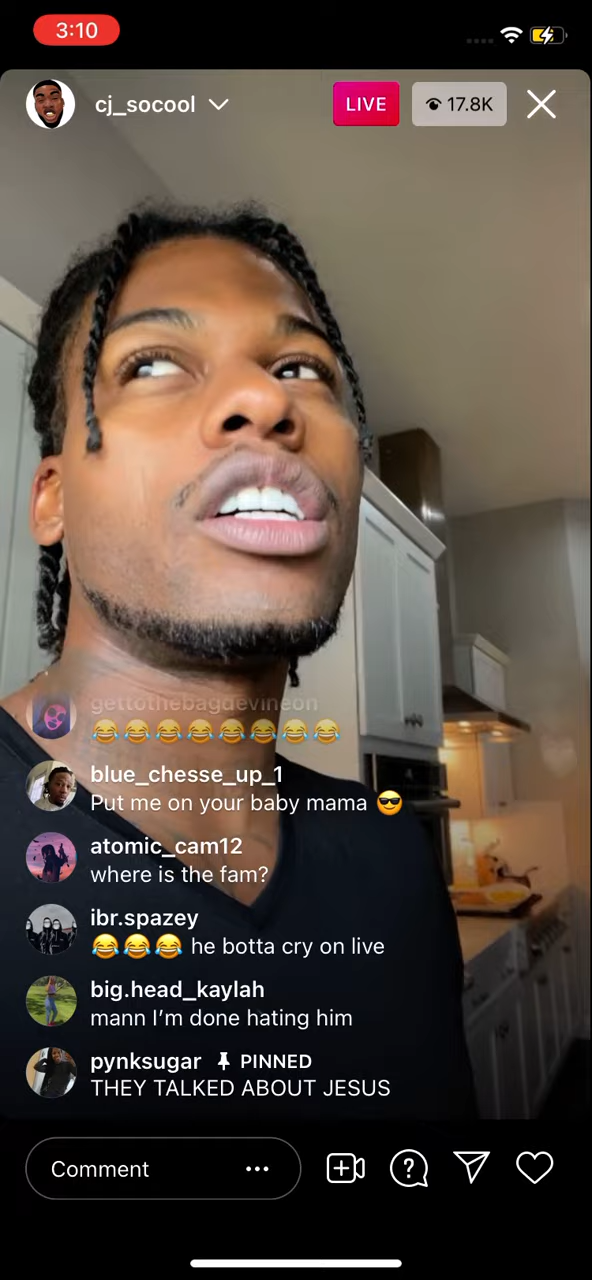 3:10
cj_socool
LIVE
17.8K
gettothebagdevineon
😂😂😂😂😂😂😂😂
blue_chesse_up_1
Put me on your baby mama 😎
atomic_cam12
where is the fam?
ibr.spazey
😂😂😂 he botta cry on live
big.head_kaylah
mann I’m done hating him
pynksugar PINNED
THEY TALKED ABOUT JESUS
Comment